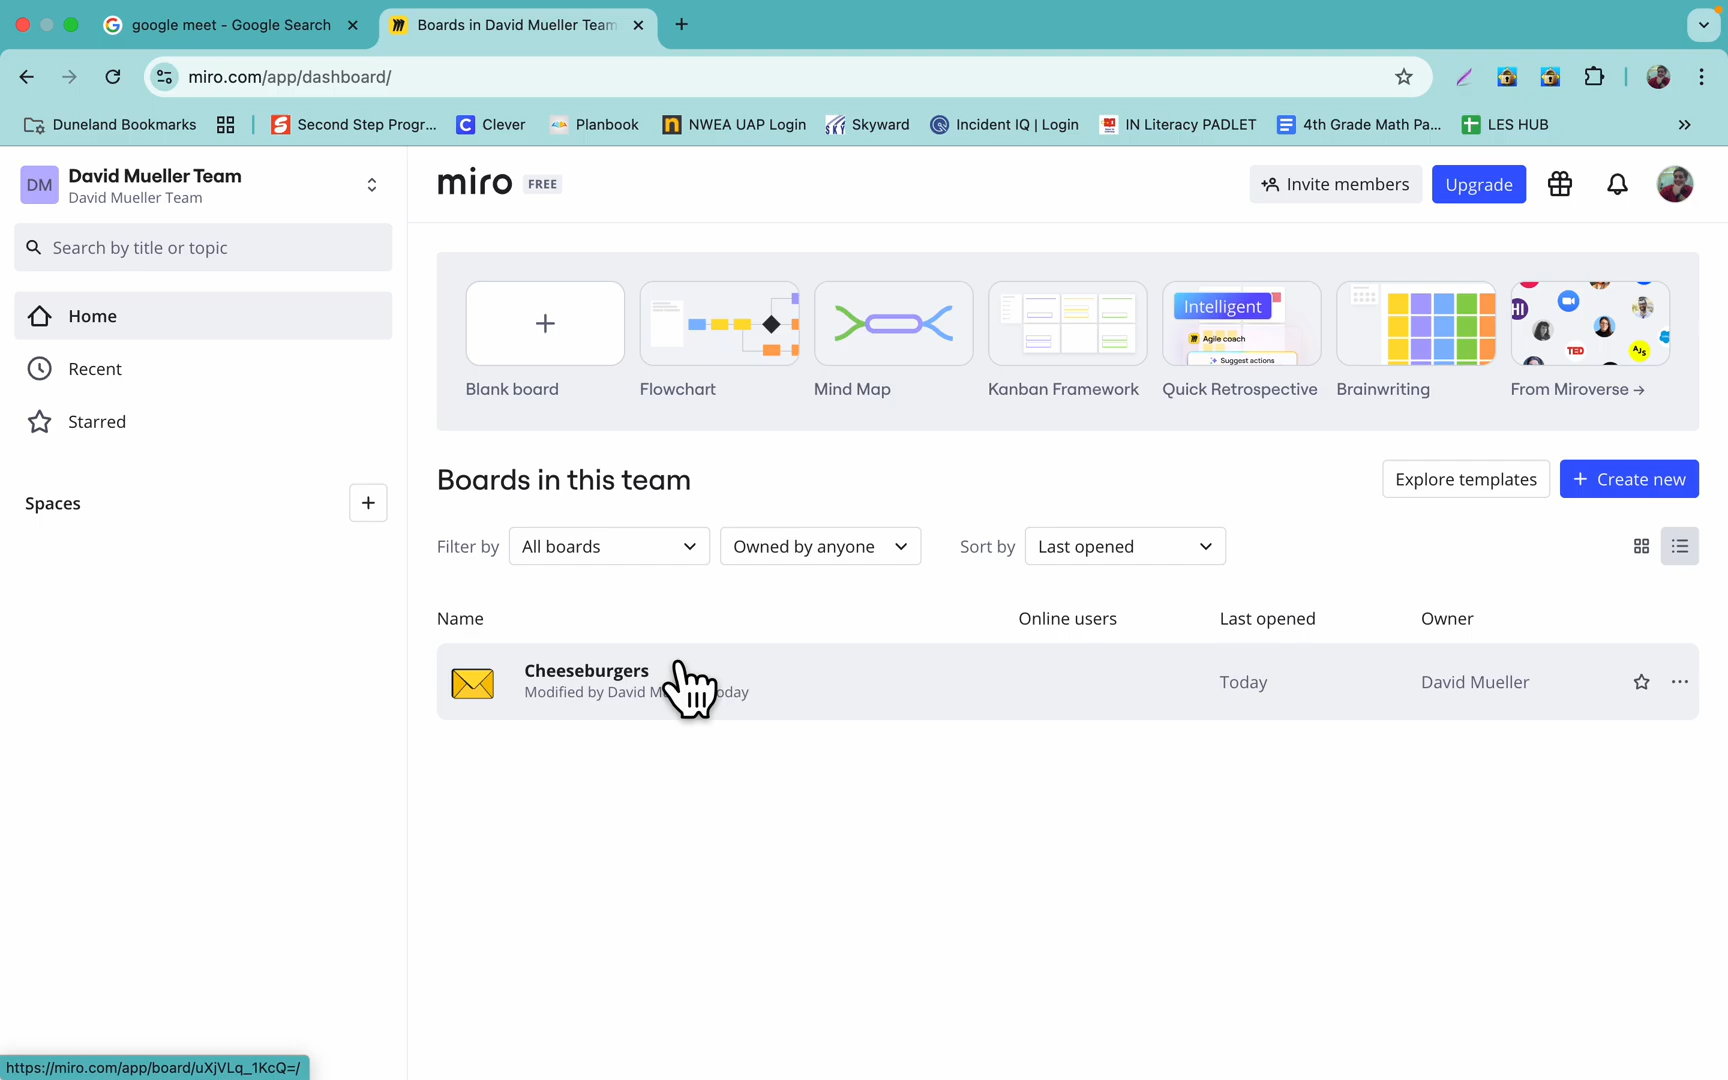 google meet - Google Search
Boards in David Mueller Team
miro.com/app/dashboard/
Duneland Bookmarks
Second Step Progr...
Clever
Planbook
NWEA UAP Login
Skyward
Incident IQ | Login
IN Literacy PADLET
4th Grade Math Pa...
LES HUB
DM
David Mueller Team
David Mueller Team
miro
FREE
Invite members
Upgrade
Search by title or topic
Home
Recent
Starred
Spaces
Intelligent
Agile coach
Suggest actions
HI
TED
AJs
Blank board
Flowchart
Mind Map
Kanban Framework
Quick Retrospective
Brainwriting
From Miroverse →
Boards in this team
Explore templates
+ Create new
Filter by
All boards
Owned by anyone
Sort by
Last opened
Name
Online users
Last opened
Owner
Cheeseburgers
Modified by David M oday
Today
David Mueller
https://miro.com/app/board/uXjVLq_1KcQ=/